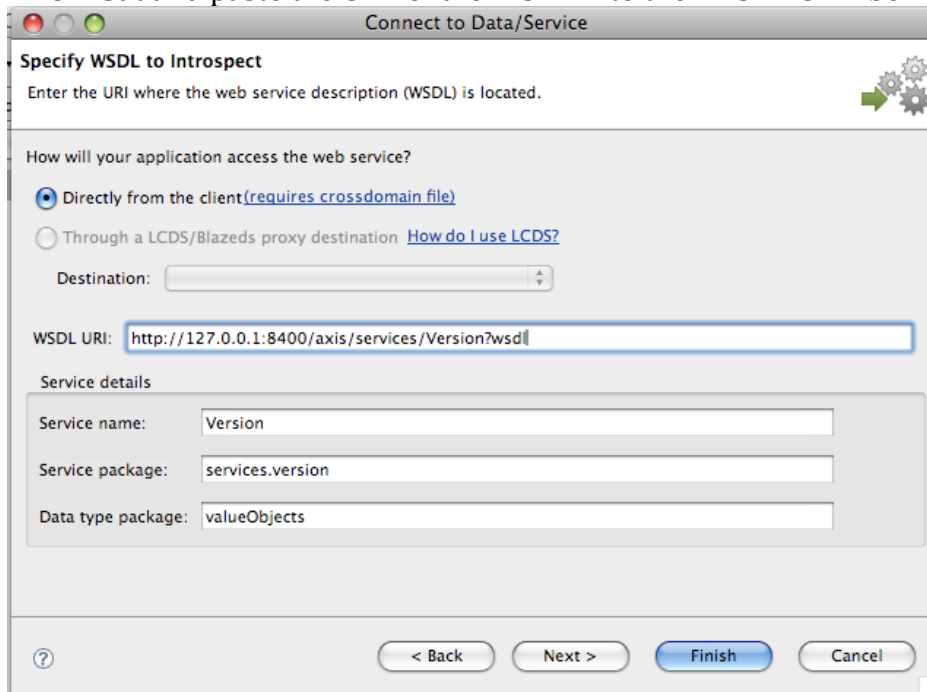 Connect to Data/Service
Specify WSDL to Introspect
Enter the URI where the web service description (WSDL) is located.
How will your application access the web service?
Directly from the client(requires crossdomain file)
Through a LCDS/Blazeds proxy destination How do I use LCDS?
Destination:
WSDL URI: http://127.0.0.1:8400/axis/services/Version?wsdl
Service details
Service name: Version
Service package: services.version
Data type package: valueObjects
? < Back Next > Finish Cancel